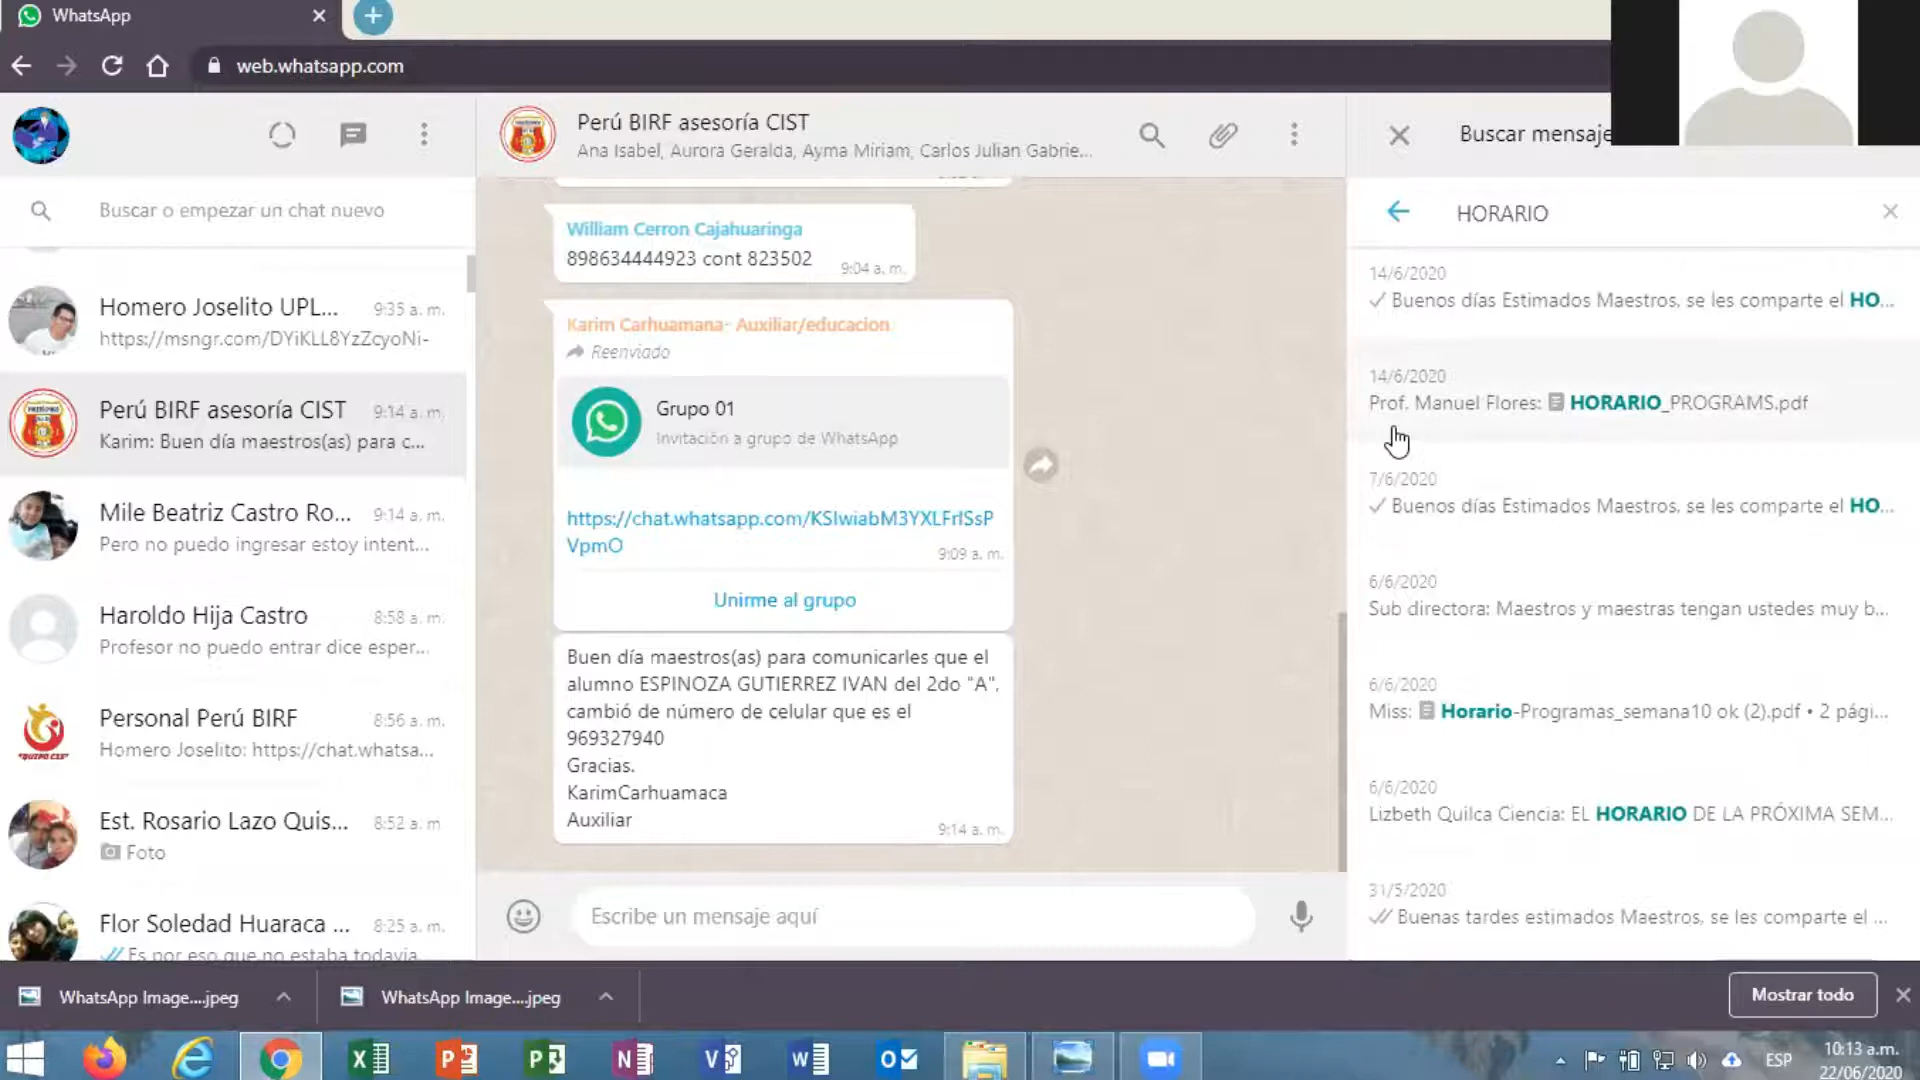 WhatsApp
web.whatsapp.com
Buscar o empezar un chat nuevo
Homero Joselito UPL... 9:35 a. m.
https://msngr.com/DYiKLL8YzZcyoNi-
Perú BIRF asesoría CIST 9:14 a. m.
Karim: Buen día maestros(as) para c...
Mile Beatriz Castro Ro... 9:14 a. m.
Pero no puedo ingresar estoy intent...
Haroldo Hija Castro 8:58 a. m.
Profesor no puedo entrar dice esper...
Personal Perú BIRF 8:56 a. m.
Homero Joselito: https://chat.whatsa...
Est. Rosario Lazo Quis... 8:52 a. m
Foto
Flor Soledad Huaraca ... 8:25 a. m.
Es por eso que no estaba todavia
Perú BIRF asesoría CIST
Ana Isabel, Aurora Geralda, Ayma Miriam, Carlos Julian Gabrie...
William Cerron Cajahuaringa
898634444923 cont 823502 9:04 a. m.
Karim Carhuamana- Auxiliar/educacion
Reenviado
Grupo 01
Invitación a grupo de WhatsApp
https://chat.whatsapp.com/KSIwiabM3YXLFrISsP
VpmO
9:09 a. m.
Unirme al grupo
Buen día maestros(as) para comunicarles que el
alumno ESPINOZA GUTIERREZ IVAN del 2do "A",
cambió de número de celular que es el
969327940
Gracias.
KarimCarhuamaca
Auxiliar
9:14 a. m.
Escribe un mensaje aquí
Buscar mensaje
HORARIO
14/6/2020
Buenos días Estimados Maestros, se les comparte el HO...
14/6/2020
Prof. Manuel Flores: HORARIO_PROGRAMS.pdf
7/6/2020
Buenos días Estimados Maestros, se les comparte el HO...
6/6/2020
Sub directora: Maestros y maestras tengan ustedes muy b...
6/6/2020
Miss: Horario-Programas_semana10 ok (2).pdf • 2 pági...
6/6/2020
Lizbeth Quilca Ciencia: EL HORARIO DE LA PRÓXIMA SEM...
31/5/2020
Buenas tardes estimados Maestros, se les comparte el ...
WhatsApp Image....jpeg
WhatsApp Image....jpeg
Mostrar todo
ESP
10:13 a.m.
22/06/2020